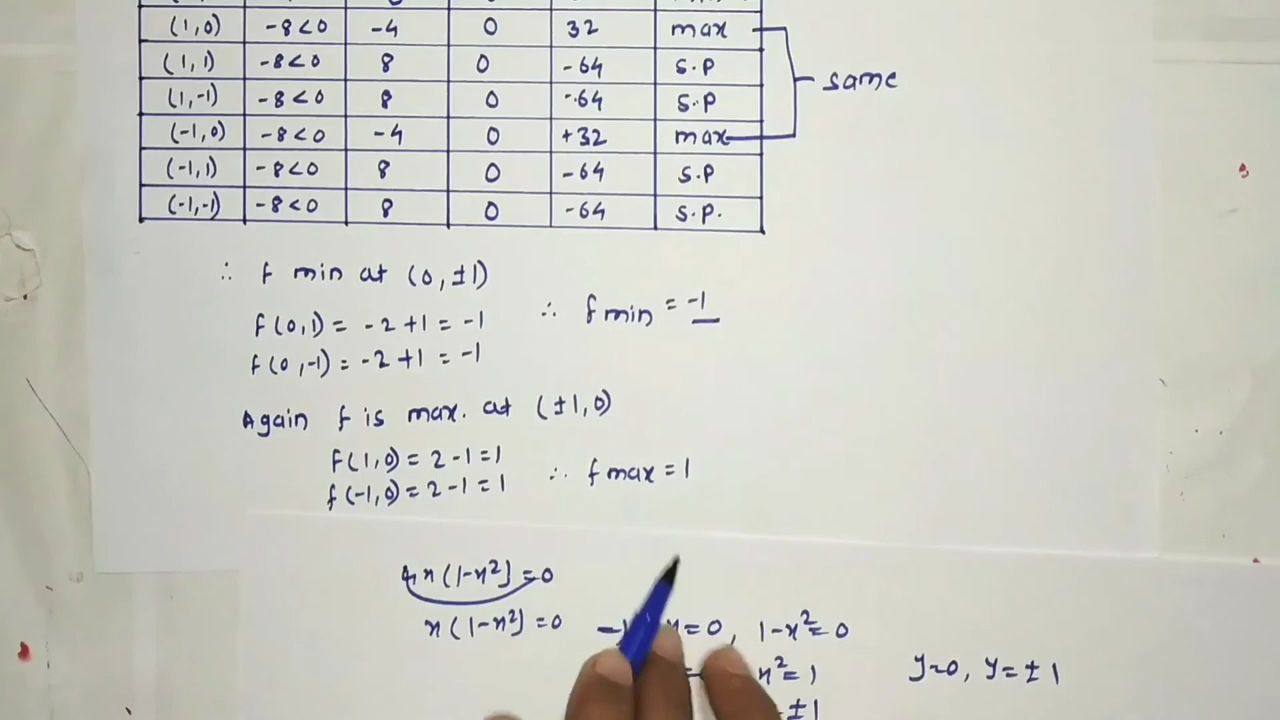 (1,0) -8<0 -4 0 32 max
(1,1) -8<0 8 0 -64 S.P
(1,-1) -8<0 8 0 -64 S.P
same
(-1,0) -8<0 -4 0 +32 max
(-1,1) -8<0 8 0 -64 S.P
(-1,-1) -8<0 8 0 -64 S.P.
∴ f min at (0,±1)
f(0,1) = -2+1 = -1 ∴ f min = -1
f(0,-1) = -2+1 = -1
Again f is max. at (±1,0)
f(1,0) = 2-1=1
f(-1,0) = 2-1=1 ∴ f max = 1
4x(1-x²)=0
x(1-x²)=0 x=0, 1-x²=0
x²=1 y=0, y=±1
±1